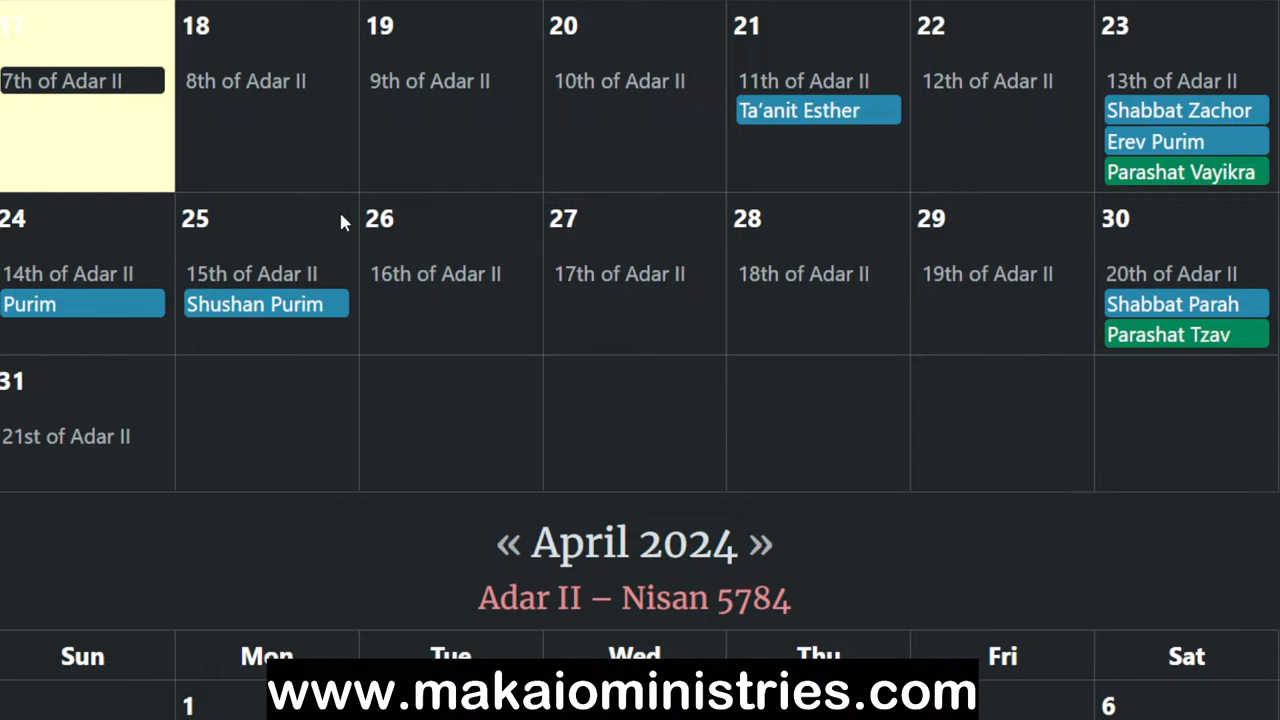 17 18 19 20 21 22 23
7th of Adar II 8th of Adar II 9th of Adar II 10th of Adar II 11th of Adar II 12th of Adar II 13th of Adar II
Ta’anit Esther Shabbat Zachor
Erev Purim
Parashat Vayikra
24 25 26 27 28 29 30
14th of Adar II 15th of Adar II 16th of Adar II 17th of Adar II 18th of Adar II 19th of Adar II 20th of Adar II
Purim Shushan Purim Shabbat Parah
Parashat Tzav
31
21st of Adar II
« April 2024 »
Adar II – Nisan 5784
Sun Mon Tue Wed Thu Fri Sat
www.makaiominIstries.com
1 6